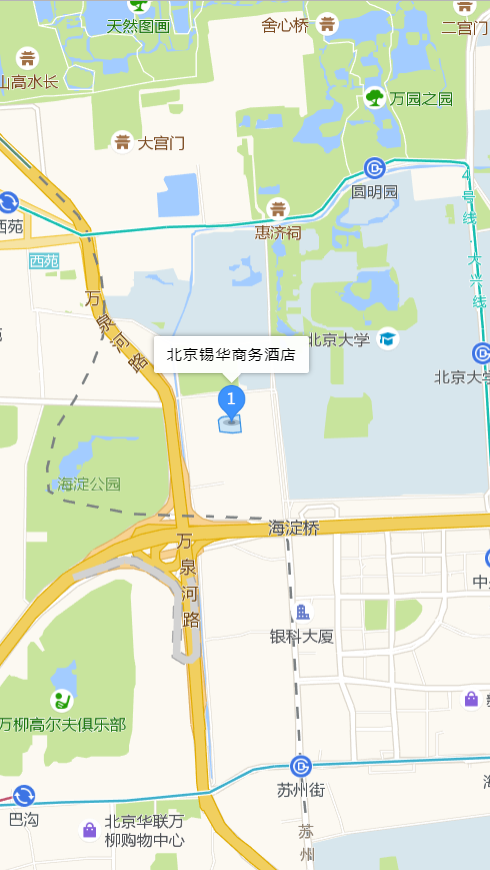 天然图画
舍心桥
二宫门
山高水长
万园之园
大宫门
圆明园
4号线·大兴线
西苑
惠济祠
西苑
万泉河路
北京大学
北京锡华商务酒店
北京大学
1
海淀公园
海淀桥
万泉河路
银科大厦
万柳高尔夫俱乐部
苏州街
巴沟
北京华联万
柳购物中心
苏州